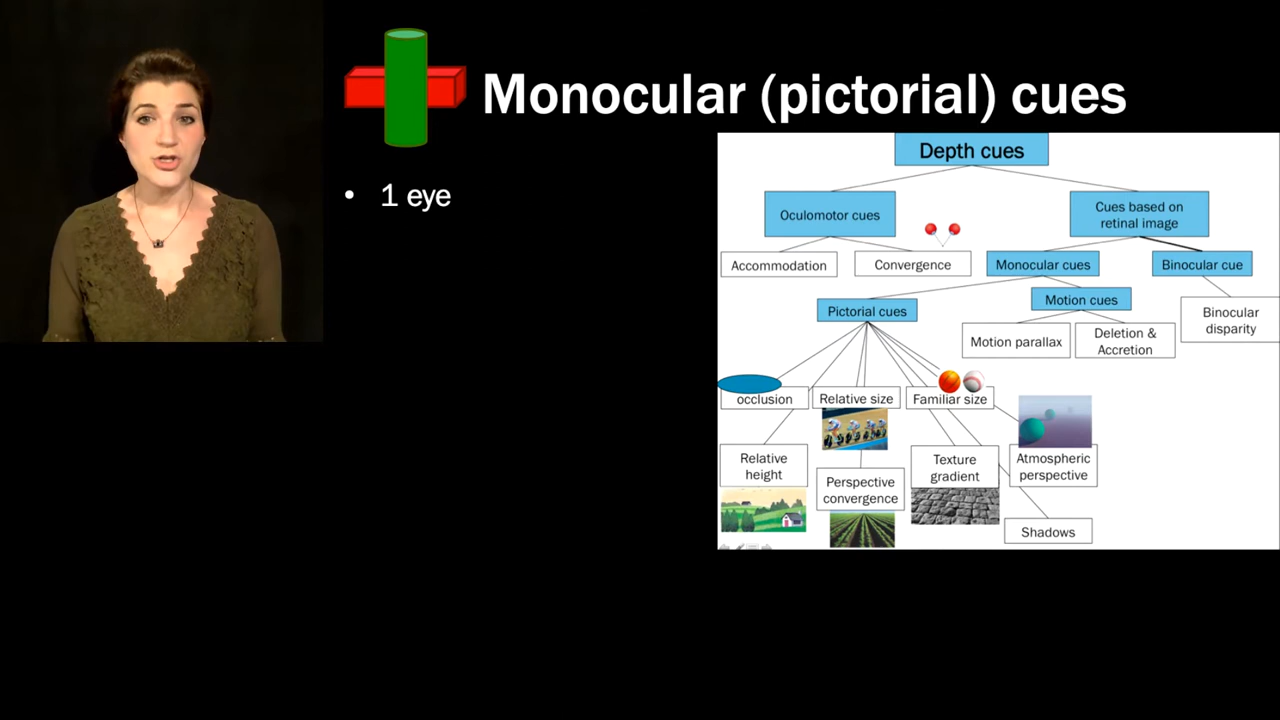 Monocular (pictorial) cues
• 1 eye
Depth cues
Oculomotor cues
Cues based on
retinal image
Accommodation
Convergence
Monocular cues
Binocular cue
Pictorial cues
Motion cues
Binocular
disparity
Motion parallax
Deletion &
Accretion
occlusion
Relative size
Familiar size
Relative
height
Perspective
convergence
Texture
gradient
Atmospheric
perspective
Shadows